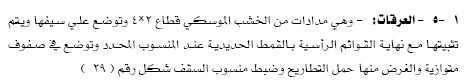 ١ - ٥ - العرقات: - وهي مدادات من الخشب الموسكي قطاع ٤×٢ وتوضع علي سيفها ويتم
تثبيتها مع نهاية القوائم الرأسية بالقمط الحديدية عند المنسوب المحدد وتوضع في صفوف
متوازية والغرض منها حمل التطاريح وضبط منسوب السقف شكل رقم ( ٢٩ )